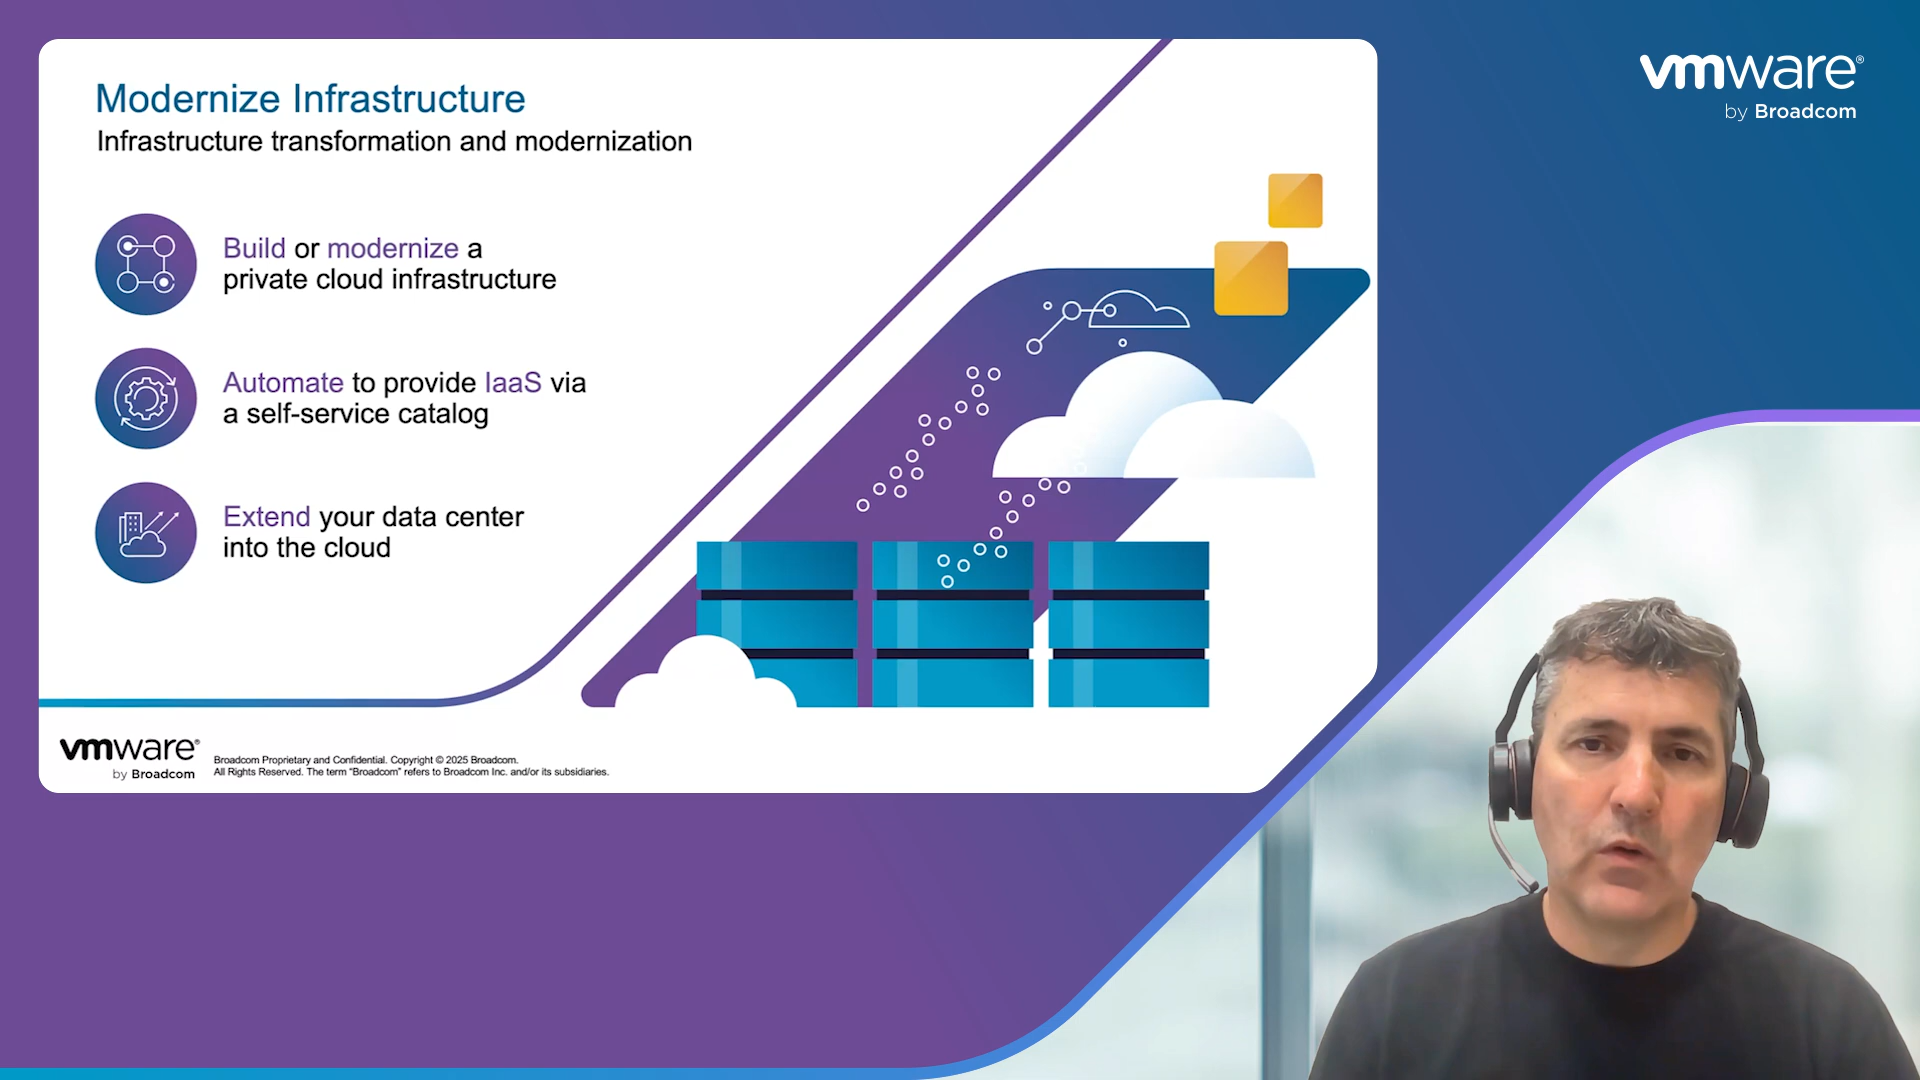 Modernize Infrastructure
Infrastructure transformation and modernization
Build or modernize a
private cloud infrastructure
Automate to provide IaaS via
a self-service catalog
Extend your data center
into the cloud
vmware®
by Broadcom
Broadcom Proprietary and Confidential. Copyright © 2025 Broadcom.
All Rights Reserved. The term “Broadcom” refers to Broadcom Inc. and/or its subsidiaries.
vmware®
by Broadcom